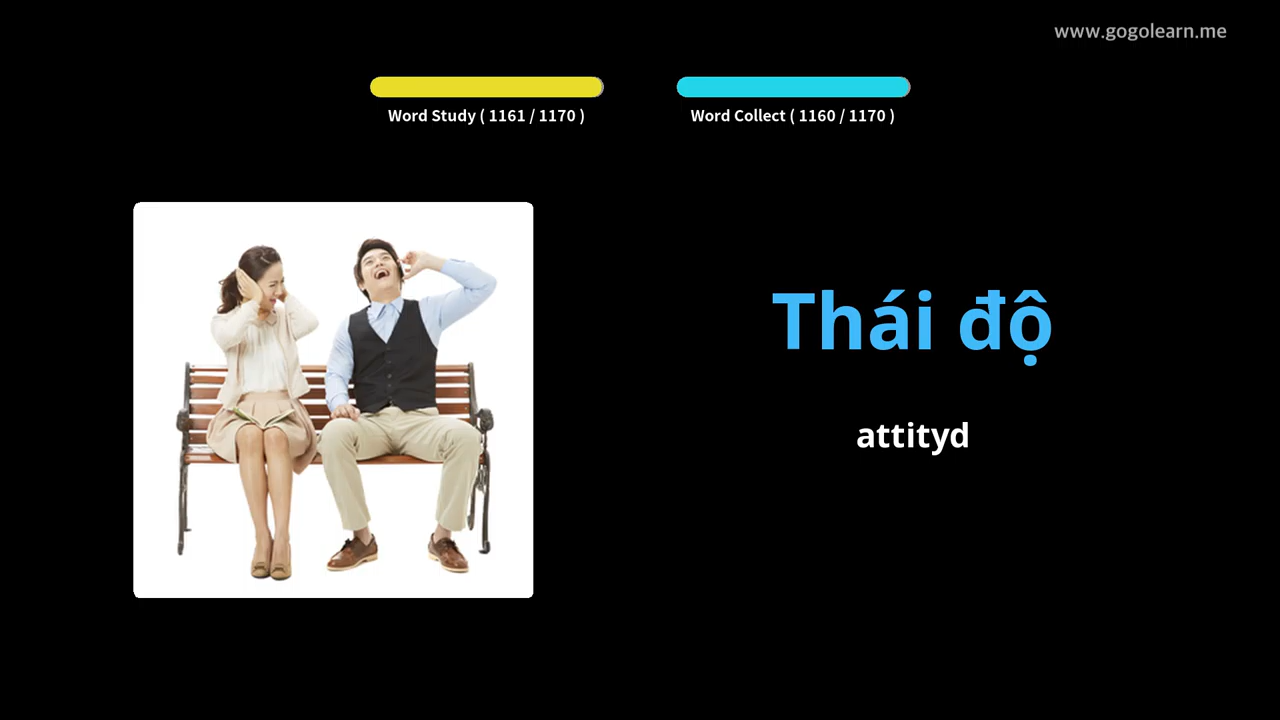 www.gogolearn.me
Word Study ( 1161 / 1170 )
Word Collect ( 1160 / 1170 )
Thái độ
attityd